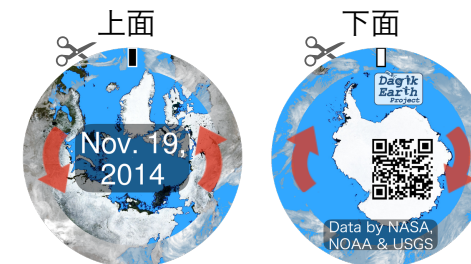 上面
下面
Nov. 19,
2014
Dagik
Earth
Project
Data by NASA,
NOAA & USGS